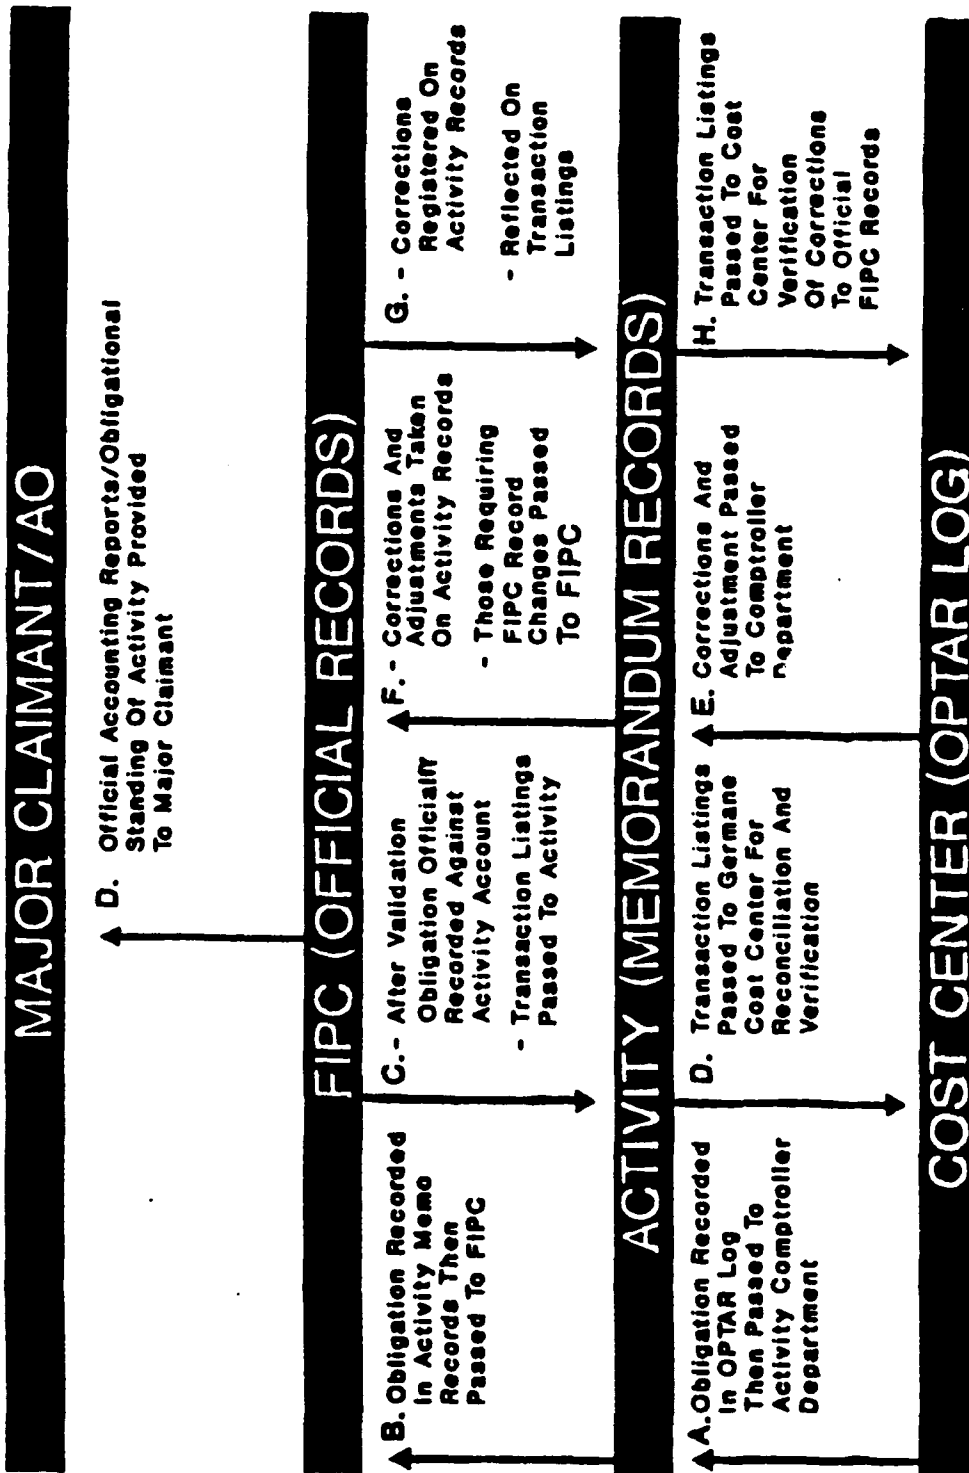 MAJOR CLAIMANT/AO
D. Official Accounting Reports/Obligational
Standing Of Activity Provided
To Major Claimant
FIPC (OFFICIAL RECORDS)
B. Obligation Recorded
In Activity Memo
Records Then
Passed To FIPC
C. - After Validation
Obligation Officially
Recorded Against
Activity Account
- Transaction Listings
Passed To Activity
F. - Corrections And
Adjustments Taken
On Activity Records
- Those Requiring
FIPC Record
Changes Passed
To FIPC
G. - Corrections
Registered On
Activity Records
- Reflected On
Transaction
Listings
ACTIVITY (MEMORANDUM RECORDS)
A. Obligation Recorded
In OPTAR Log
Then Passed To
Activity Comptroller
Department
D. Transaction Listings
Passed To Germane
Cost Center For
Reconciliation And
Verification
E. Corrections And
Adjustment Passed
To Comptroller
Department
H. Transaction Listings
Passed To Cost
Center For
Verification
Of Corrections
To Official
FIPC Records
COST CENTER (OPTAR LOG)